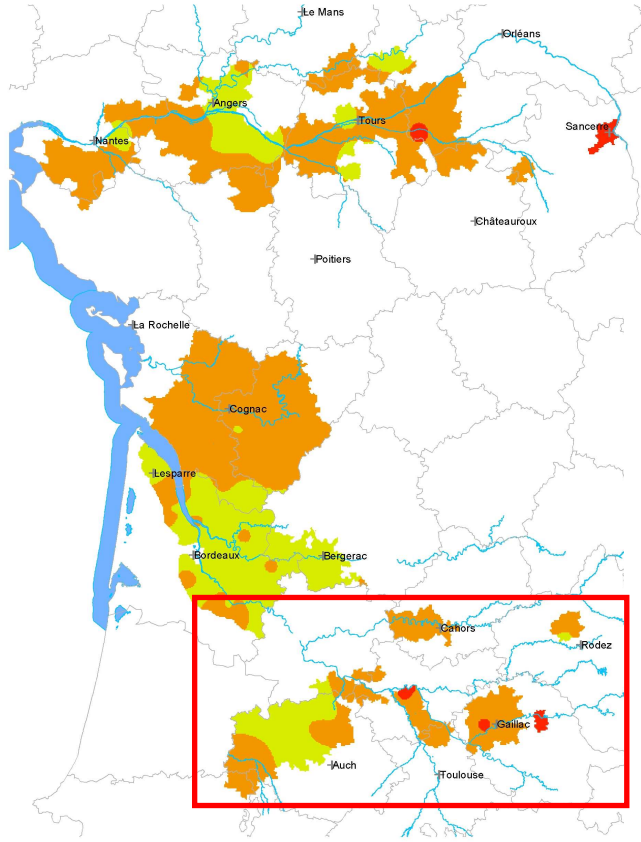 Le Mans
Orléans
Angers
Tours
Sancerre
Nantes
Châteauroux
Poitiers
La Rochelle
Cognac
Lesparre
Bordeaux
Bergerac
Cahors
Rodez
Gaillac
Auch
Toulouse